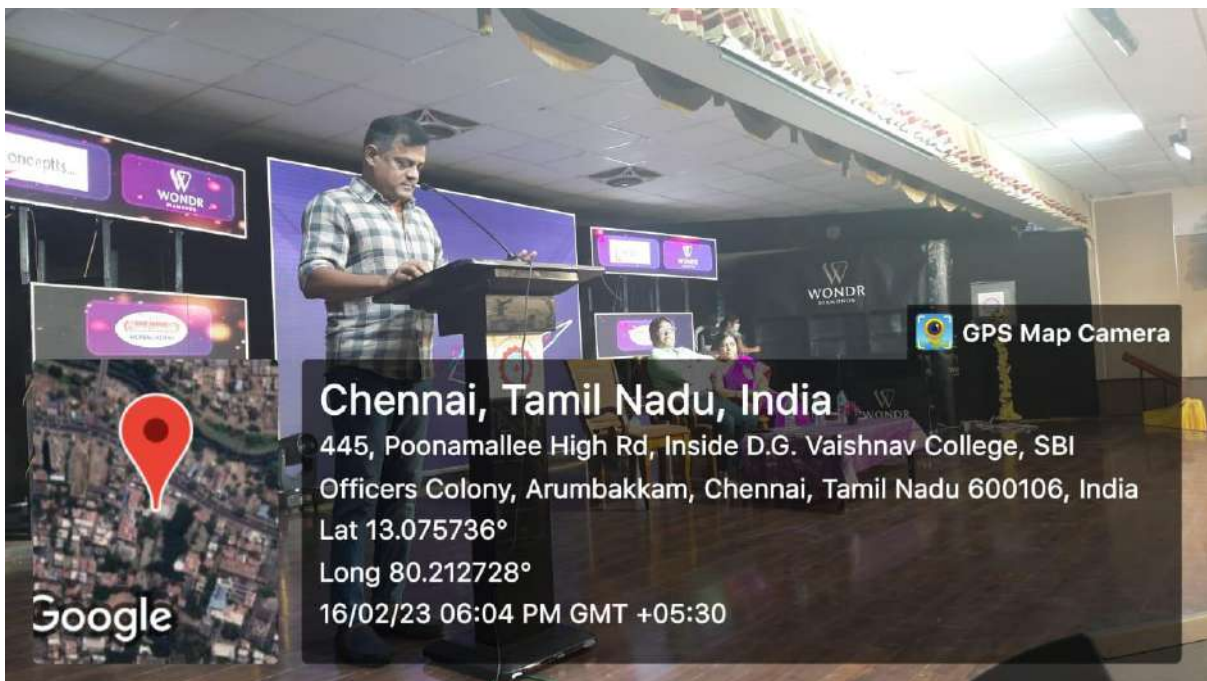 onceptts...
WONDR
DIAMONDS
WONDR
WONDR
DIAMONDS
GPS Map Camera
WONDR
Chennai, Tamil Nadu, India
445, Poonamallee High Rd, Inside D.G. Vaishnav College, SBI
Officers Colony, Arumbakkam, Chennai, Tamil Nadu 600106, India
Lat 13.075736°
Long 80.212728°
16/02/23 06:04 PM GMT +05:30
Google